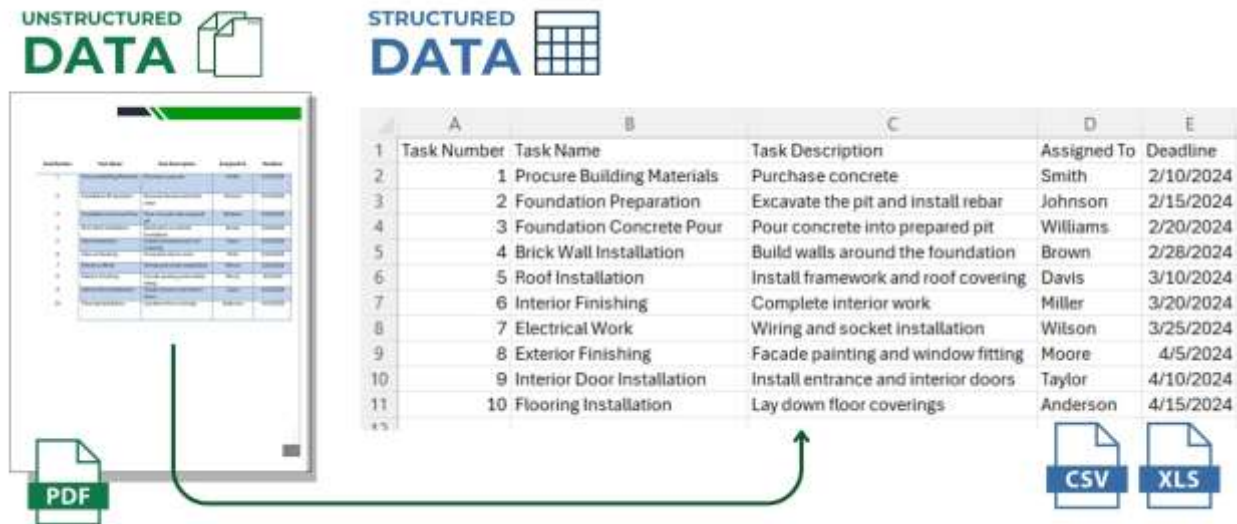 UNSTRUCTURED
DATA
STRUCTURED
DATA
A B C D E
1 Task Number Task Name Task Description Assigned To Deadline
2 1 Procure Building Materials Purchase concrete Smith 2/10/2024
3 2 Foundation Preparation Excavate the pit and install rebar Johnson 2/15/2024
4 3 Foundation Concrete Pour Pour concrete into prepared pit Williams 2/20/2024
5 4 Brick Wall Installation Build walls around the foundation Brown 2/28/2024
6 5 Roof Installation Install framework and roof covering Davis 3/10/2024
7 6 Interior Finishing Complete interior work Miller 3/20/2024
8 7 Electrical Work Wiring and socket installation Wilson 3/25/2024
9 8 Exterior Finishing Facade painting and window fitting Moore 4/5/2024
10 9 Interior Door Installation Install entrance and interior doors Taylor 4/10/2024
11 10 Flooring Installation Lay down floor coverings Anderson 4/15/2024
PDF
CSV
XLS